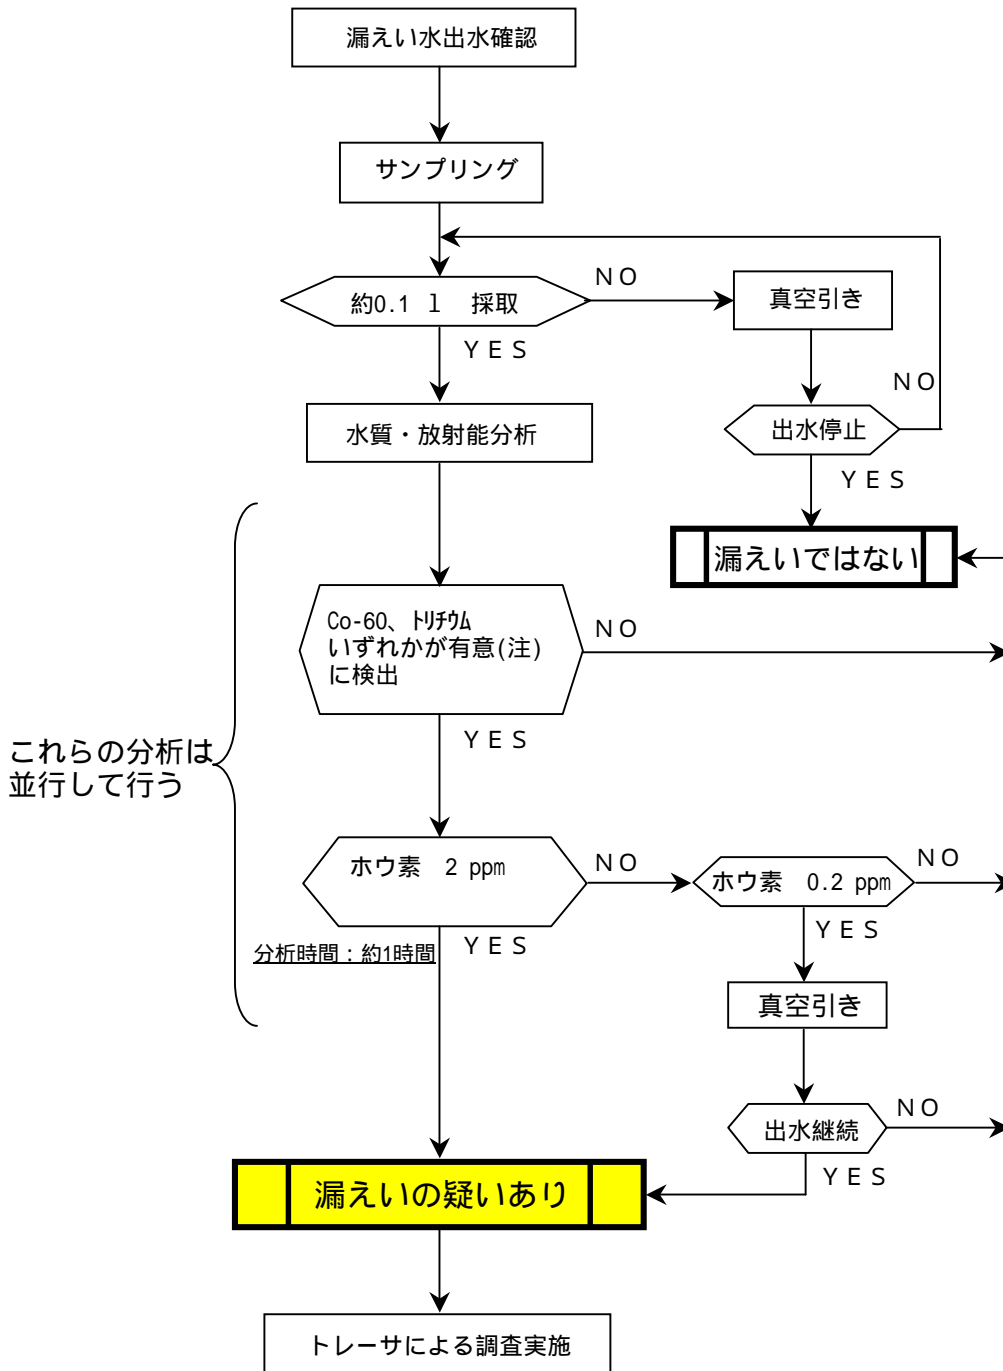 漏えい水出水確認
サンプリング
約0.1 l 採取
NO
真空引き
YES
NO
水質・放射能分析
出水停止
YES
漏えいではない
Co-60、トリチウム
いずれかが有意(注)
に検出
NO
YES
これらの分析は
並行して行う
ホウ素 2 ppm
NO
ホウ素 0.2 ppm
NO
YES
分析時間：約1時間
YES
真空引き
出水継続
NO
YES
漏えいの疑いあり
トレーサによる調査実施